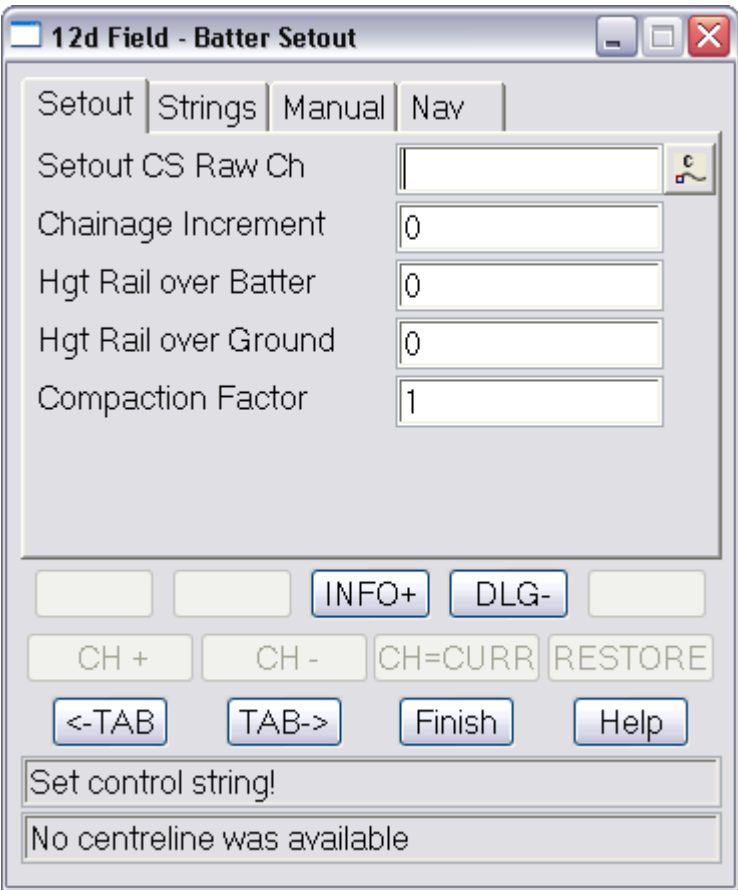 12d Field - Batter Setout
Setout Strings Manual Nav
Setout CS Raw Ch
c
Chainage Increment 0
Hgt Rail over Batter 0
Hgt Rail over Ground 0
Compaction Factor 1
INFO+ DLG-
CH + CH - CH=CURR RESTORE
<-TAB TAB-> Finish Help
Set control string!
No centreline was available